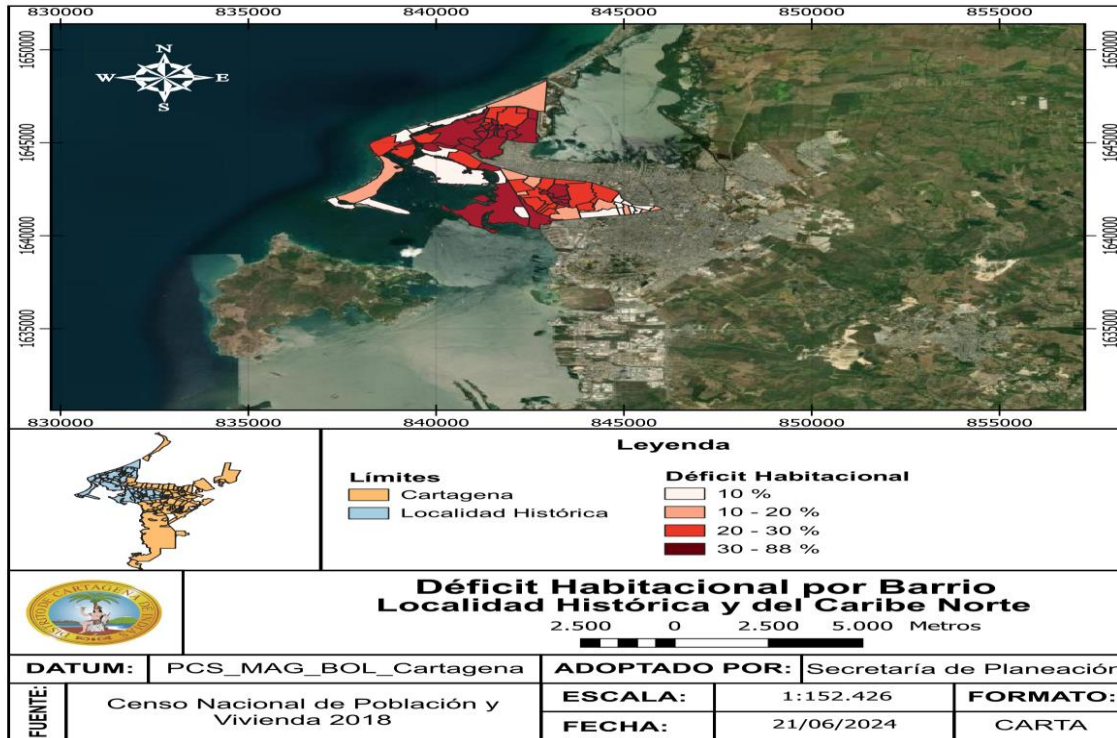 830000 835000 840000 845000 850000 855000
1650000 1650000
N
W E
S
1645000 1645000
1640000 1640000
1635000 1635000
830000 835000 840000 845000 850000 855000
Leyenda
Límites
Cartagena
Localidad Histórica
Déficit Habitacional
10 %
10 - 20 %
20 - 30 %
30 - 88 %
Déficit Habitacional por Barrio
Localidad Histórica y del Caribe Norte
2.500 0 2.500 5.000 Metros
DATUM: PCS_MAG_BOL_Cartagena
ADOPTADO POR: Secretaría de Planeación
FUENTE:
Censo Nacional de Población y
Vivienda 2018
ESCALA: 1:152.426
FORMATO:
FECHA: 21/06/2024
CARTA